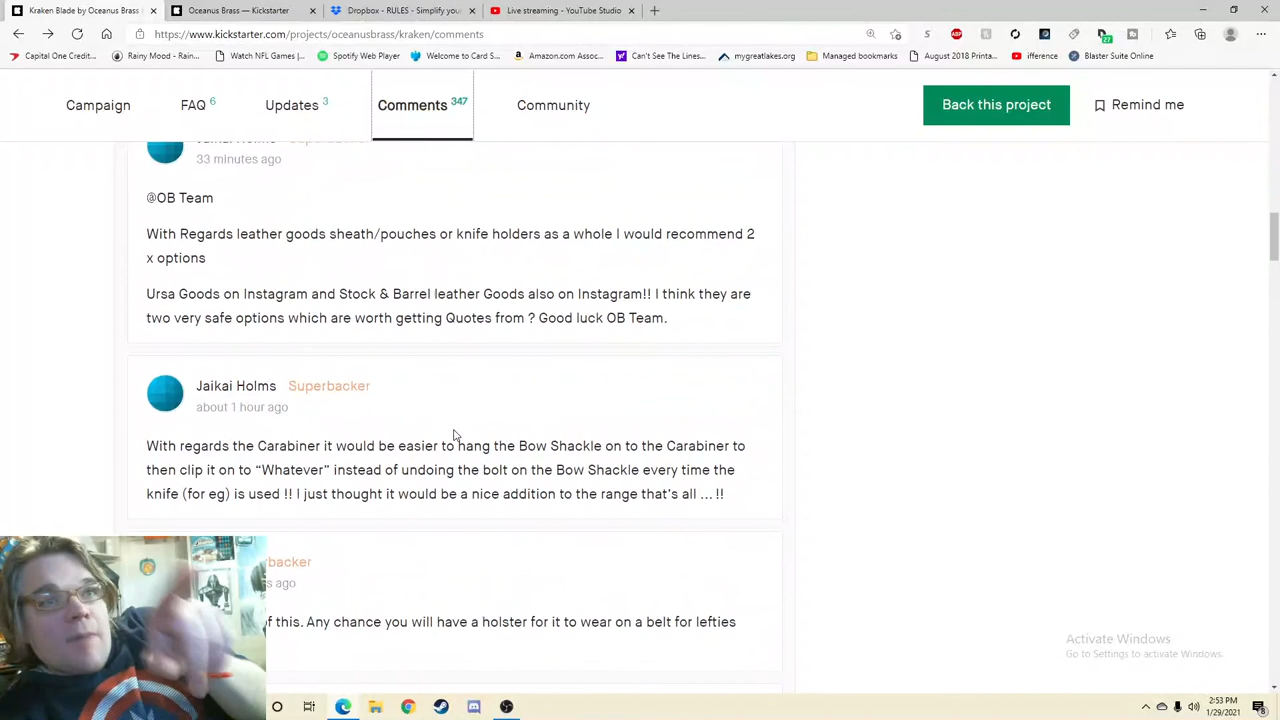 Kraken Blade by Oceanus Brass
Oceanus Brass — Kickstarter
Dropbox - RULES - Simplify your
Live streaming - YouTube Studio
https://www.kickstarter.com/projects/oceanusbrass/kraken/comments
Capital One Credit...
Rainy Mood - Rain...
Watch NFL Games |...
Spotify Web Player
Welcome to Card S...
Amazon.com Assoc...
Can't See The Lines...
mygreatlakes.org
Managed bookmarks
August 2018 Printa...
ifference
Blaster Suite Online
27
Campaign
FAQ 6
Updates 3
Comments 347
Community
Back this project
Remind me
33 minutes ago
@OB Team
With Regards leather goods sheath/pouches or knife holders as a whole I would recommend 2
x options
Ursa Goods on Instagram and Stock & Barrel leather Goods also on Instagram!! I think they are
two very safe options which are worth getting Quotes from ? Good luck OB Team.
Jaikai Holms Superbacker
about 1 hour ago
With regards the Carabiner it would be easier to hang the Bow Shackle on to the Carabiner to
then clip it on to “Whatever” instead of undoing the bolt on the Bow Shackle every time the
knife (for eg) is used !! I just thought it would be a nice addition to the range that's all ... !!
rbacker
s ago
of this. Any chance you will have a holster for it to wear on a belt for lefties
Activate Windows
Go to Settings to activate Windows.
2:53 PM
1/29/2021
8